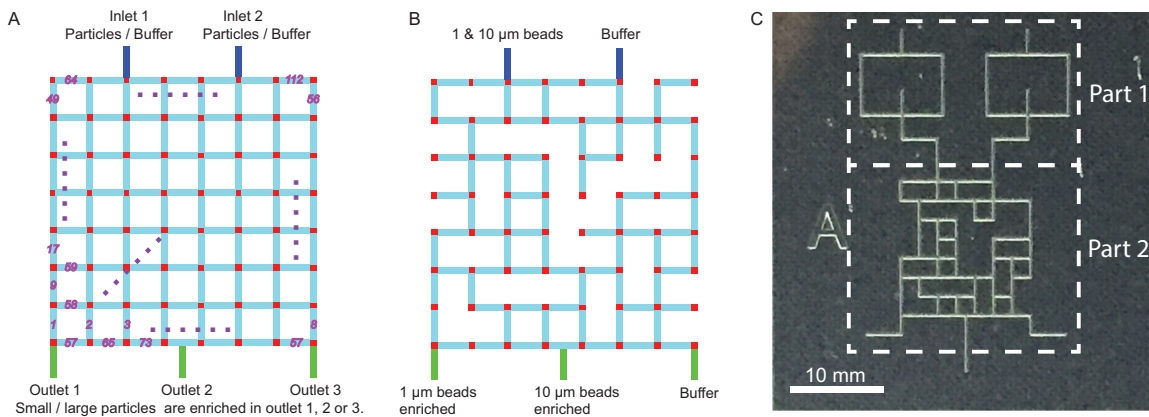 A
Inlet 1
Particles / Buffer
Inlet 2
Particles / Buffer
64
112
49
56
17
59
9
58
1
2
3
8
57
65
73
57
Outlet 1
Outlet 2
Outlet 3
Small / large particles are enriched in outlet 1, 2 or 3.
B
1 & 10 µm beads
Buffer
1 µm beads
enriched
10 µm beads
enriched
Buffer
C
Part 1
A
Part 2
10 mm